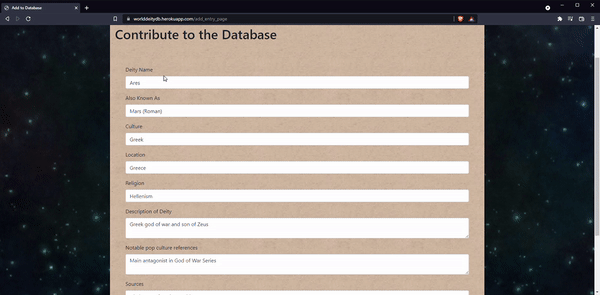 Add to Database
worlddeitydb.herokuapp.com/add_entry_page
Contribute to the Database
Deity Name
Ares
Also Known As
Mars (Roman)
Culture
Greek
Location
Greece
Religion
Hellenism
Description of Deity
Greek god of war and son of Zeus
Notable pop culture references
Main antagonist in God of War Series
Sources